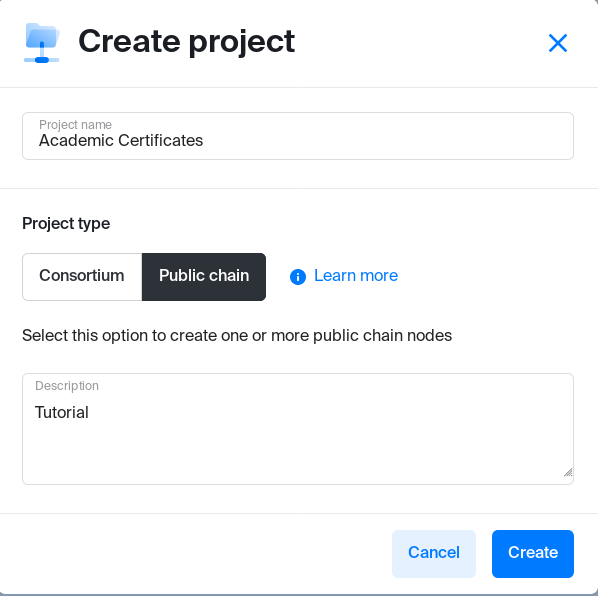 Create project
Project name
Academic Certificates
Project type
Consortium Public chain Learn more
Select this option to create one or more public chain nodes
Description
Tutorial
Cancel Create